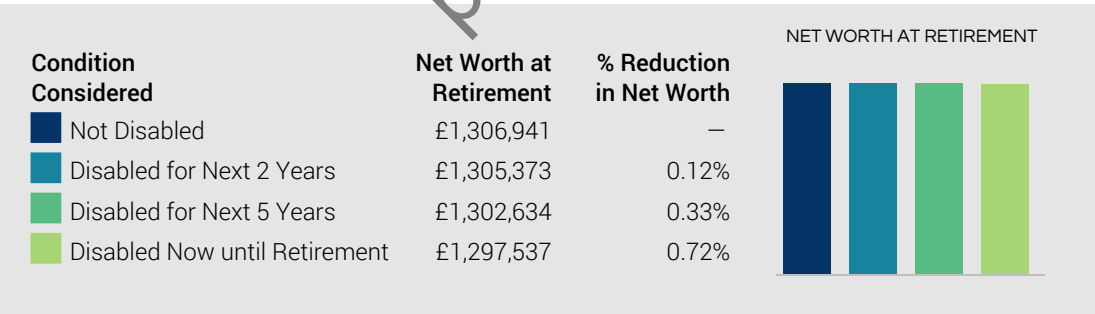 NET WORTH AT RETIREMENT
Condition Considered Net Worth at Retirement % Reduction in Net Worth
Not Disabled £1,306,941 —
Disabled for Next 2 Years £1,305,373 0.12%
Disabled for Next 5 Years £1,302,634 0.33%
Disabled Now until Retirement £1,297,537 0.72%